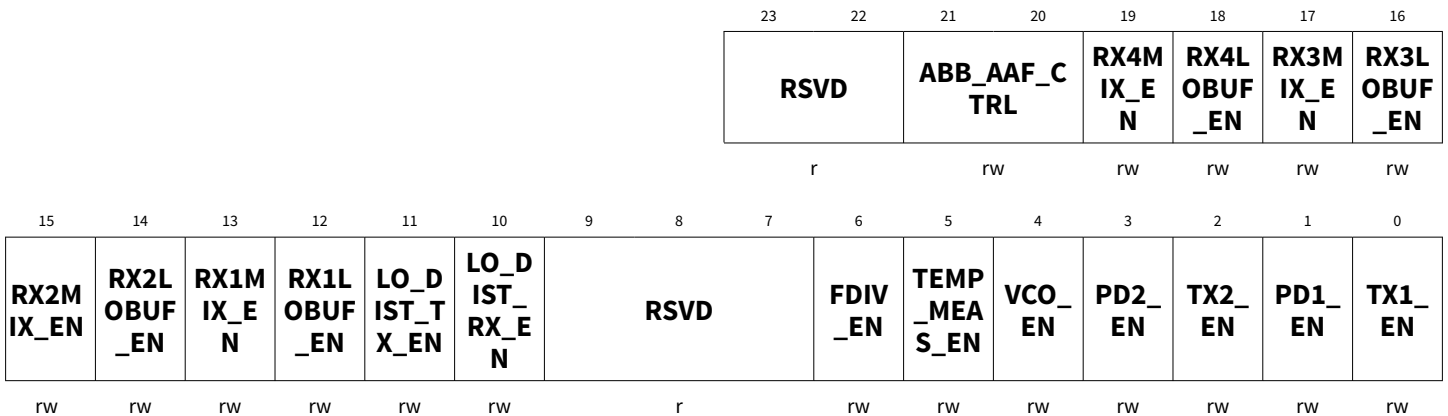 23 22 21 20 19 18 17 16
RSVD ABB_AAF_C RX4M RX4L RX3M RX3L
TRL IX_E OBUF IX_E OBUF
N _EN N _EN
r rw rw rw rw rw
15 14 13 12 11 10 9 8 7 6 5 4 3 2 1 0
RX2M RX2L RX1M RX1L LO_D LO_D RSVD FDIV TEMP VCO_ PD2_ TX2_ PD1_ TX1_
IX_EN OBUF IX_E OBUF IST_T IST_ _EN _MEA EN EN EN EN EN
_EN N _EN X_EN RX_E S_EN
N
rw rw rw rw rw rw r rw rw rw rw rw rw rw